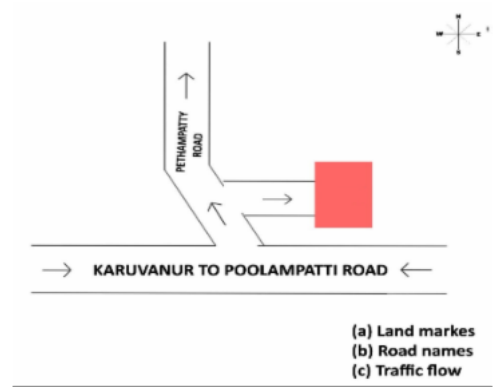 N
E
S
PETHAMPATTY
ROAD
KARUVANUR TO POOLAMPATTI ROAD
(a) Land markes
(b) Road names
(c) Traffic flow